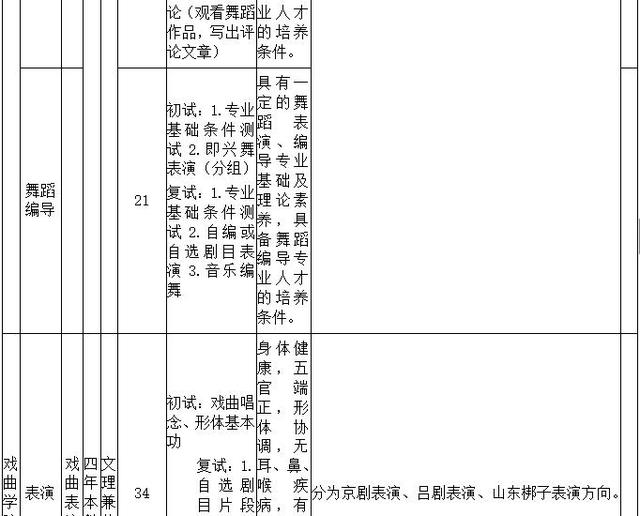 论（观看舞蹈
作品，写出评
论文章）
业人才
的培养
条件。
舞蹈
编导
21
初试：1.专业
基础条件测
试 2.即兴舞
表演（分组）
复试：1.专业
基础条件测
试 2.自编或
自选剧目表
演 3.音乐编
舞
具有一
定的舞
蹈表
演、编
导专业
基础及
理论素
养，具
备舞蹈
编导专
业人才
的培养
条件。
戏
曲
学
表演
戏
曲
表
四
年
本
文
理
兼
34
初试：戏曲唱
念、形体基本
功
复试：1.
自选剧
目片段
身体健
康，五
官端
正，形
体协
调，无
耳、鼻、
喉疾
病，有
分为京剧表演、吕剧表演、山东梆子表演方向。